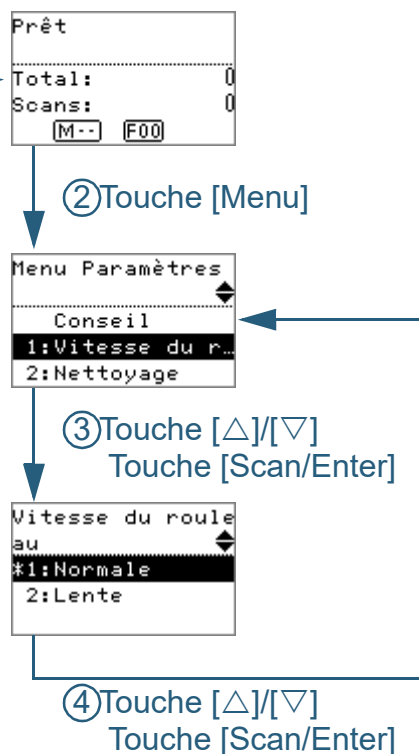 Prêt
Total: 0
Scans: 0
M-- F00
②Touche [Menu]
Menu Paramètres
Conseil
1:Vitesse du r…
2:Nettoyage
③Touche [△]/[▽]
Touche [Scan/Enter]
Vitesse du roule
au
*1:Normale
2:Lente
④Touche [△]/[▽]
Touche [Scan/Enter]